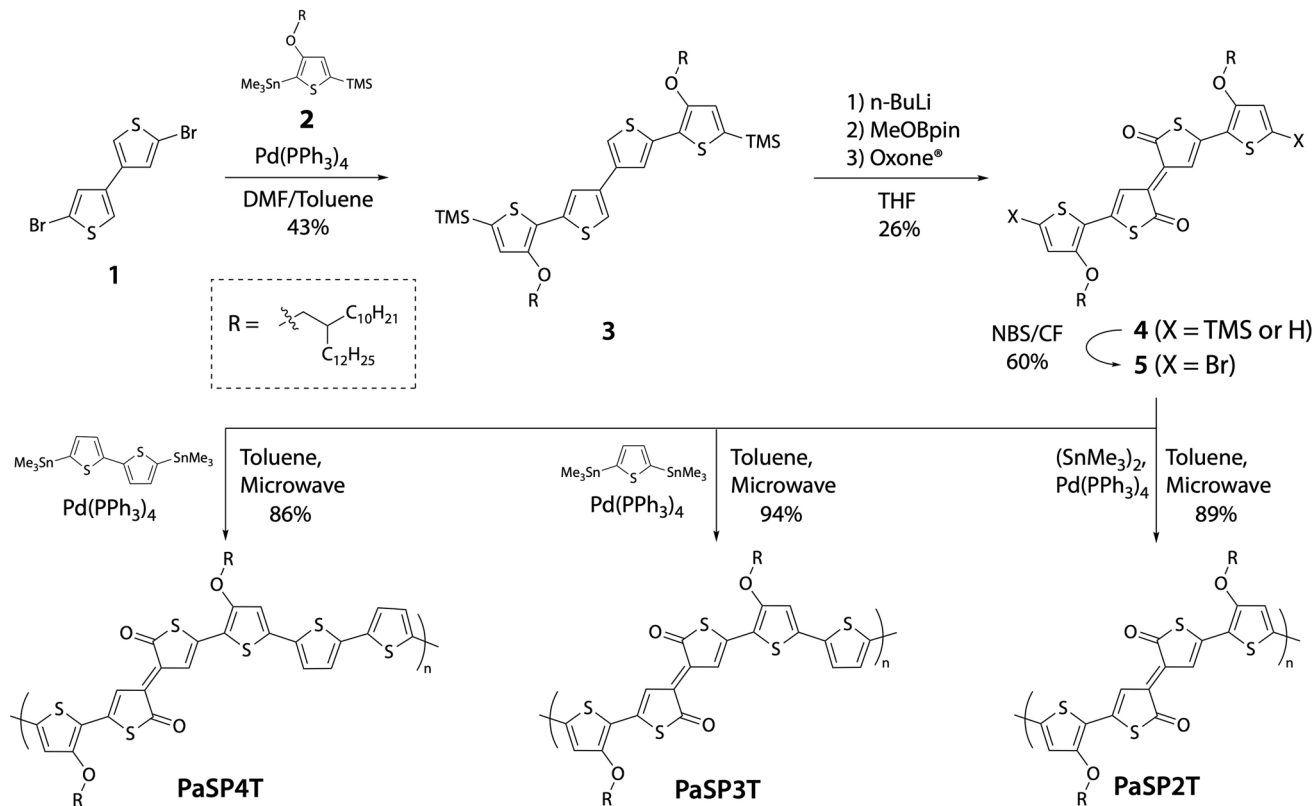 R
O
Me3Sn
S
TMS
2
Pd(PPh3)4
DMF/Toluene
43%
S
Br
Br
S
1
R =
C10H21
C12H25
R
O
S
S
TMS
TMS
S
S
O
R
3
1) n-BuLi
2) MeOBpin
3) Oxone®
THF
26%
R
O
O
S
S
X
X
S
S
O
O
R
4 (X = TMS or H)
NBS/CF
60%
5 (X = Br)
Me3Sn
S
S
SnMe3
Pd(PPh3)4
Toluene,
Microwave
86%
Me3Sn
S
SnMe3
Pd(PPh3)4
Toluene,
Microwave
94%
(SnMe3)2,
Pd(PPh3)4
Toluene,
Microwave
89%
R
O
O
S
S
S
S
n
S
S
O
O
R
PaSP4T
R
O
O
S
S
S
n
S
S
O
O
R
PaSP3T
R
O
O
S
S
n
S
S
O
O
R
PaSP2T